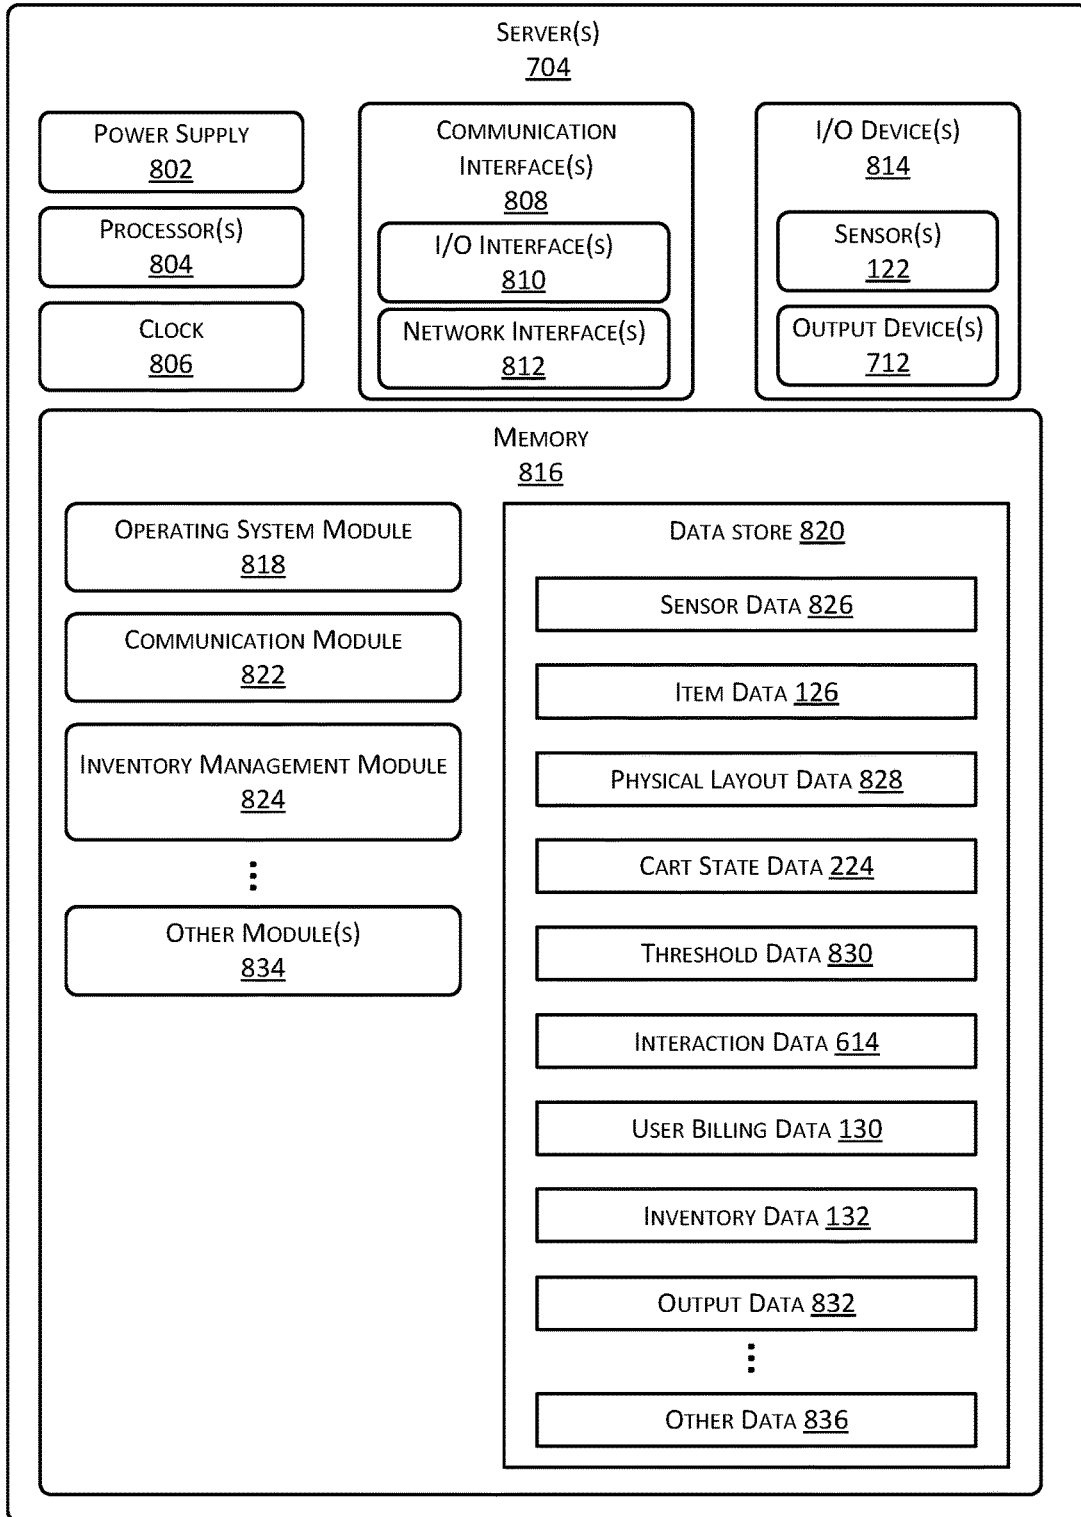 Server(s)
704
Power Supply
802
Processor(s)
804
Clock
806
Communication
Interface(s)
808
I/O Interface(s)
810
Network Interface(s)
812
I/O Device(s)
814
Sensor(s)
122
Output Device(s)
712
Memory
816
Operating System Module
818
Communication Module
822
Inventory Management Module
824
Other Module(s)
834
Data store 820
Sensor Data 826
Item Data 126
Physical Layout Data 828
Cart State Data 224
Threshold Data 830
Interaction Data 614
User Billing Data 130
Inventory Data 132
Output Data 832
Other Data 836